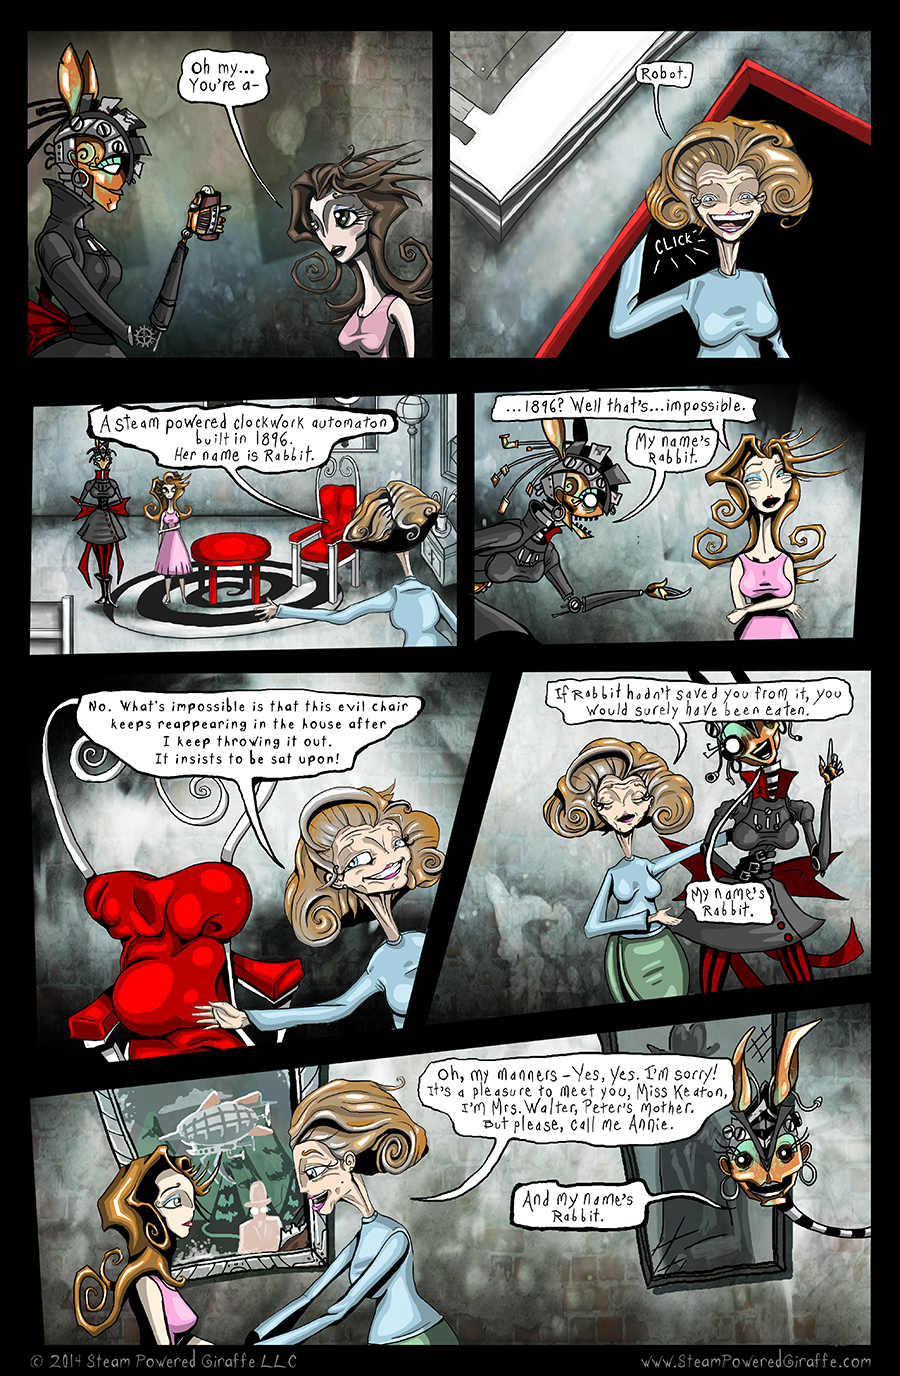 Oh my...
You're a-
Robot.
CLICK
A Steam powered clockwork automaton
built in 1896.
Her name is Rabbit.
...1896? Well that's...impossible.
My name's
Rabbit.
No. What's impossible is that this evil chair
keeps reappearing in the house after
I keep throwing it out.
It insists to be sat upon!
If Rabbit hadn't saved you from it, you
would surely have been eaten.
My name's
Rabbit.
Oh, my manners -Yes, yes. I'm sorry!
It's a pleasure to meet you, Miss Keaton,
I'm Mrs. Walter, Peter's mother.
But please, call me Annie.
And my name's
Rabbit.
© 2014 Steam Powered Giraffe LLC
www.SteamPoweredGiraffe.com